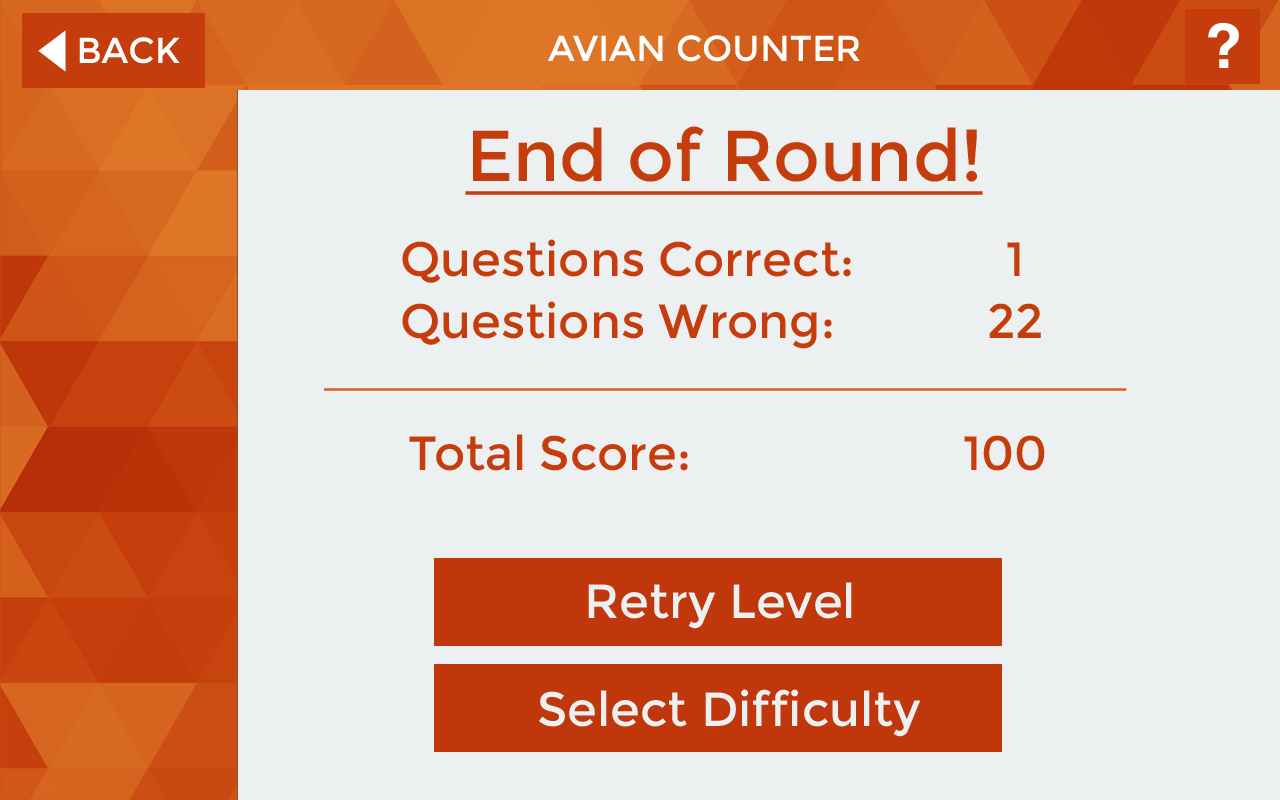 BACK
AVIAN COUNTER
?
End of Round!
Questions Correct: 1
Questions Wrong: 22
Total Score: 100
Retry Level
Select Difficulty